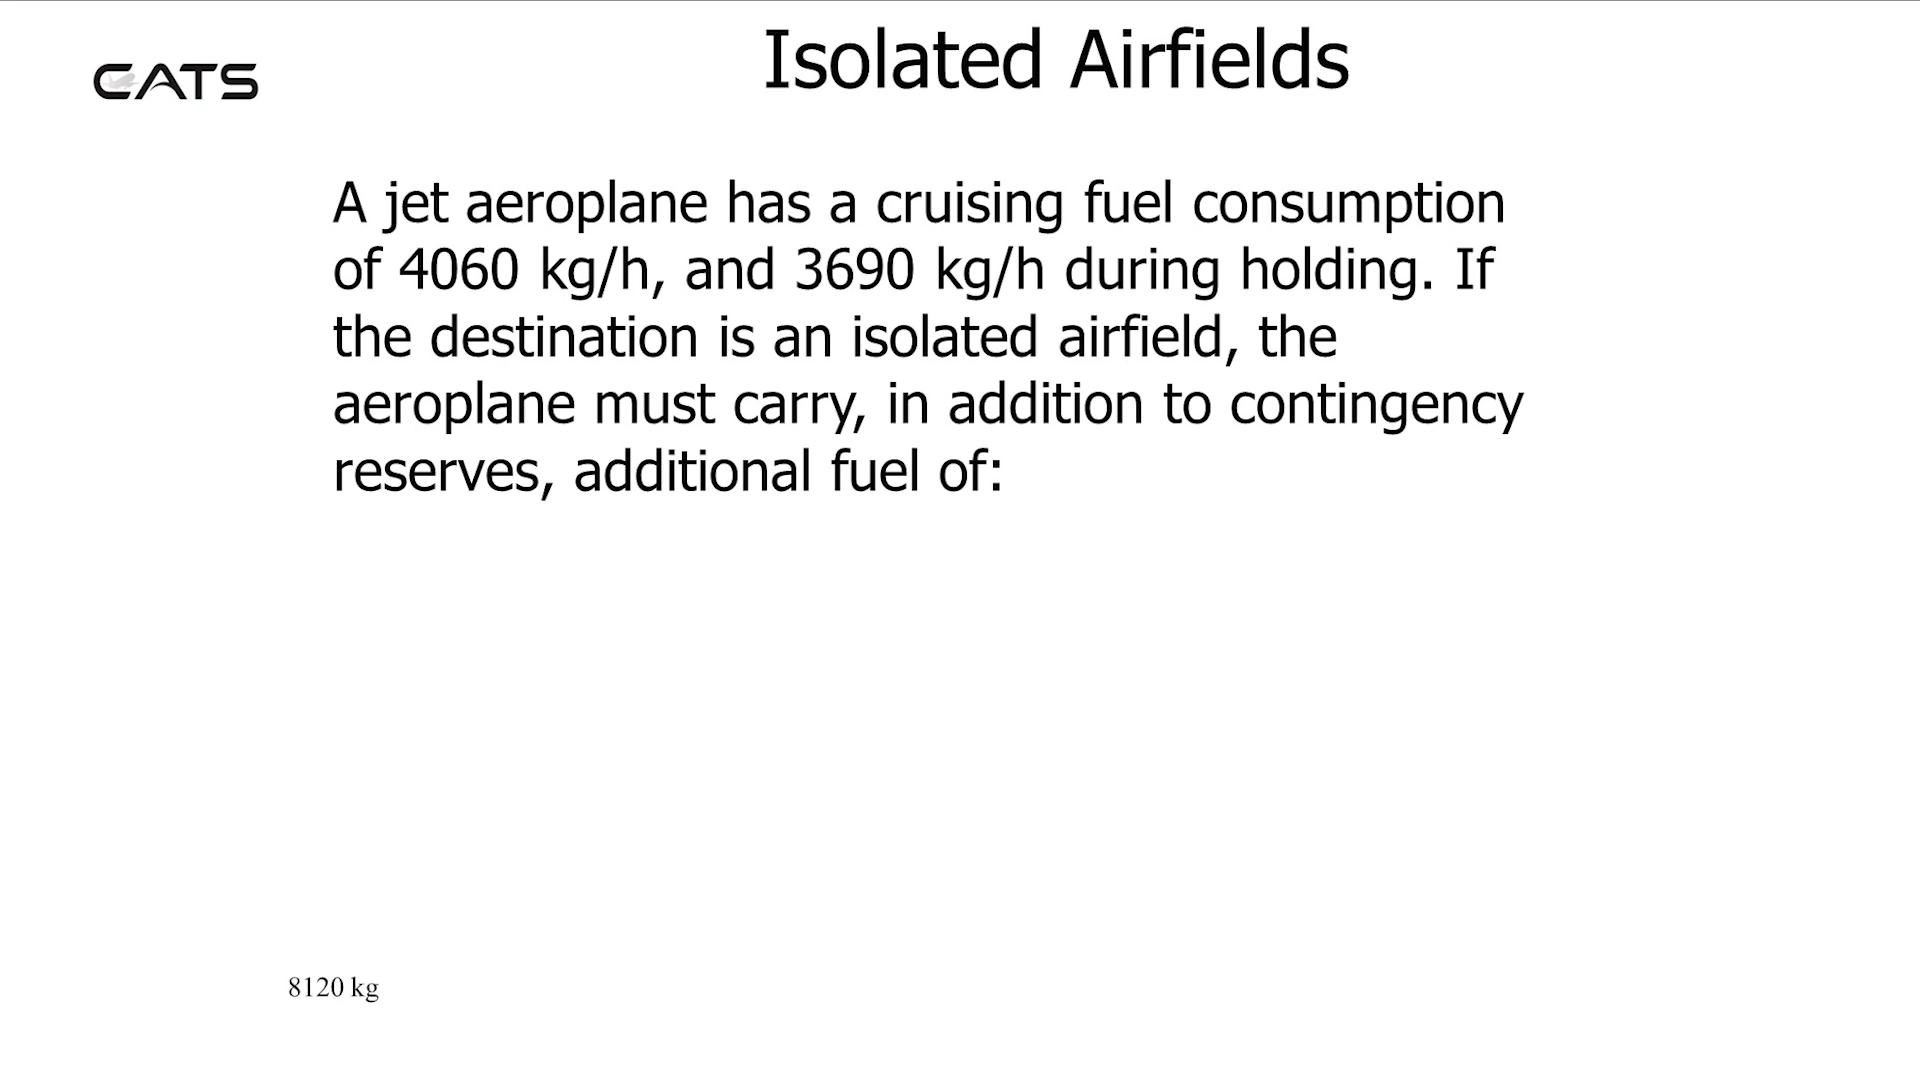 Isolated Airfields
CATS
A jet aeroplane has a cruising fuel consumption
of 4060 kg/h, and 3690 kg/h during holding. If
the destination is an isolated airfield, the
aeroplane must carry, in addition to contingency
reserves, additional fuel of:
8120 kg